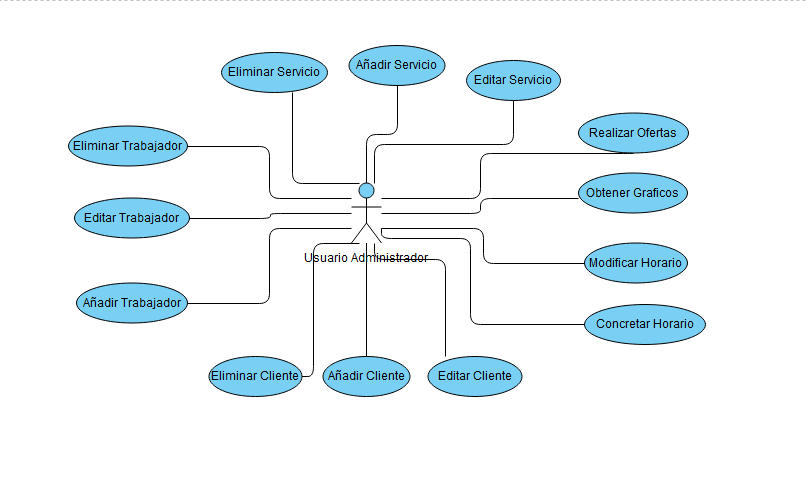 Eliminar Servicio
Añadir Servicio
Editar Servicio
Realizar Ofertas
Eliminar Trabajador
Obtener Graficos
Editar Trabajador
Usuario Administrador
Modificar Horario
Añadir Trabajador
Concretar Horario
Eliminar Cliente
Añadir Cliente
Editar Cliente